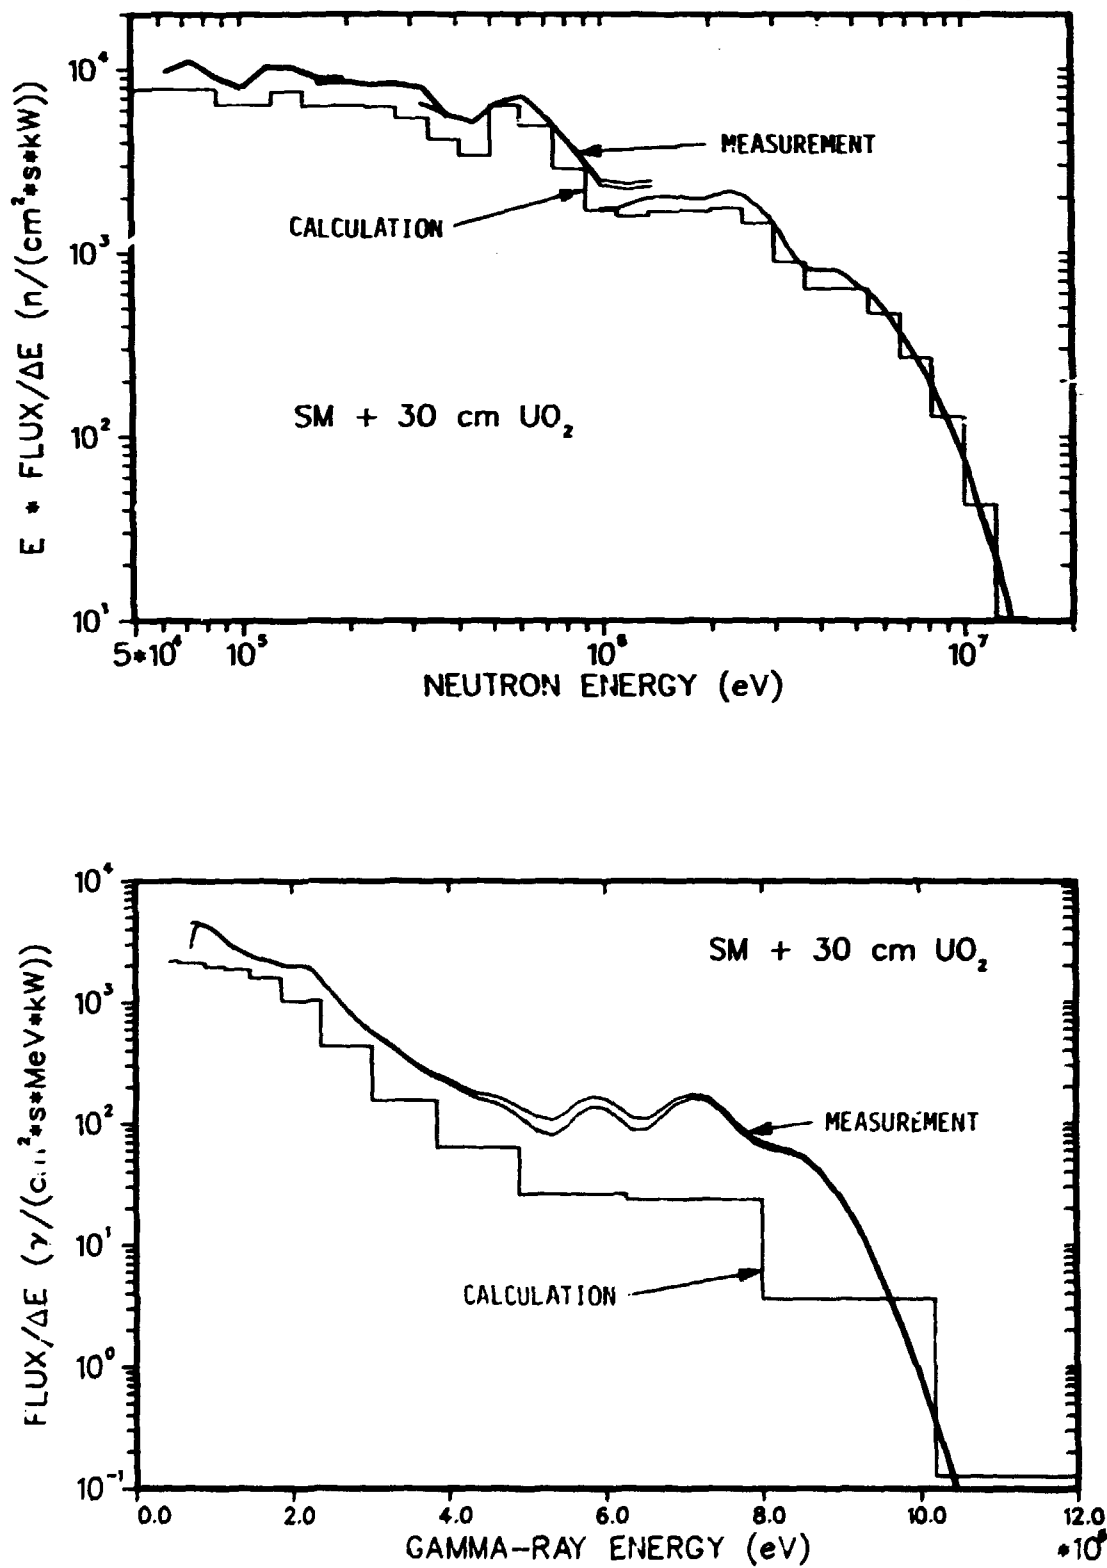 E * FLUX/ΔE (n/(cm²*s*kW))
10⁴
10³
10²
10¹
MEASUREMENT
CALCULATION
SM + 30 cm UO₂
5*10⁴ 10⁵ 10⁶ 10⁷
NEUTRON ENERGY (eV)
FLUX/ΔE (γ/(cm²*s*MeV*kW))
10⁴
10³
10²
10¹
10⁰
10⁻¹
SM + 30 cm UO₂
MEASUREMENT
CALCULATION
0.0 2.0 4.0 6.0 8.0 10.0 12.0
GAMMA-RAY ENERGY (eV)
*10⁶